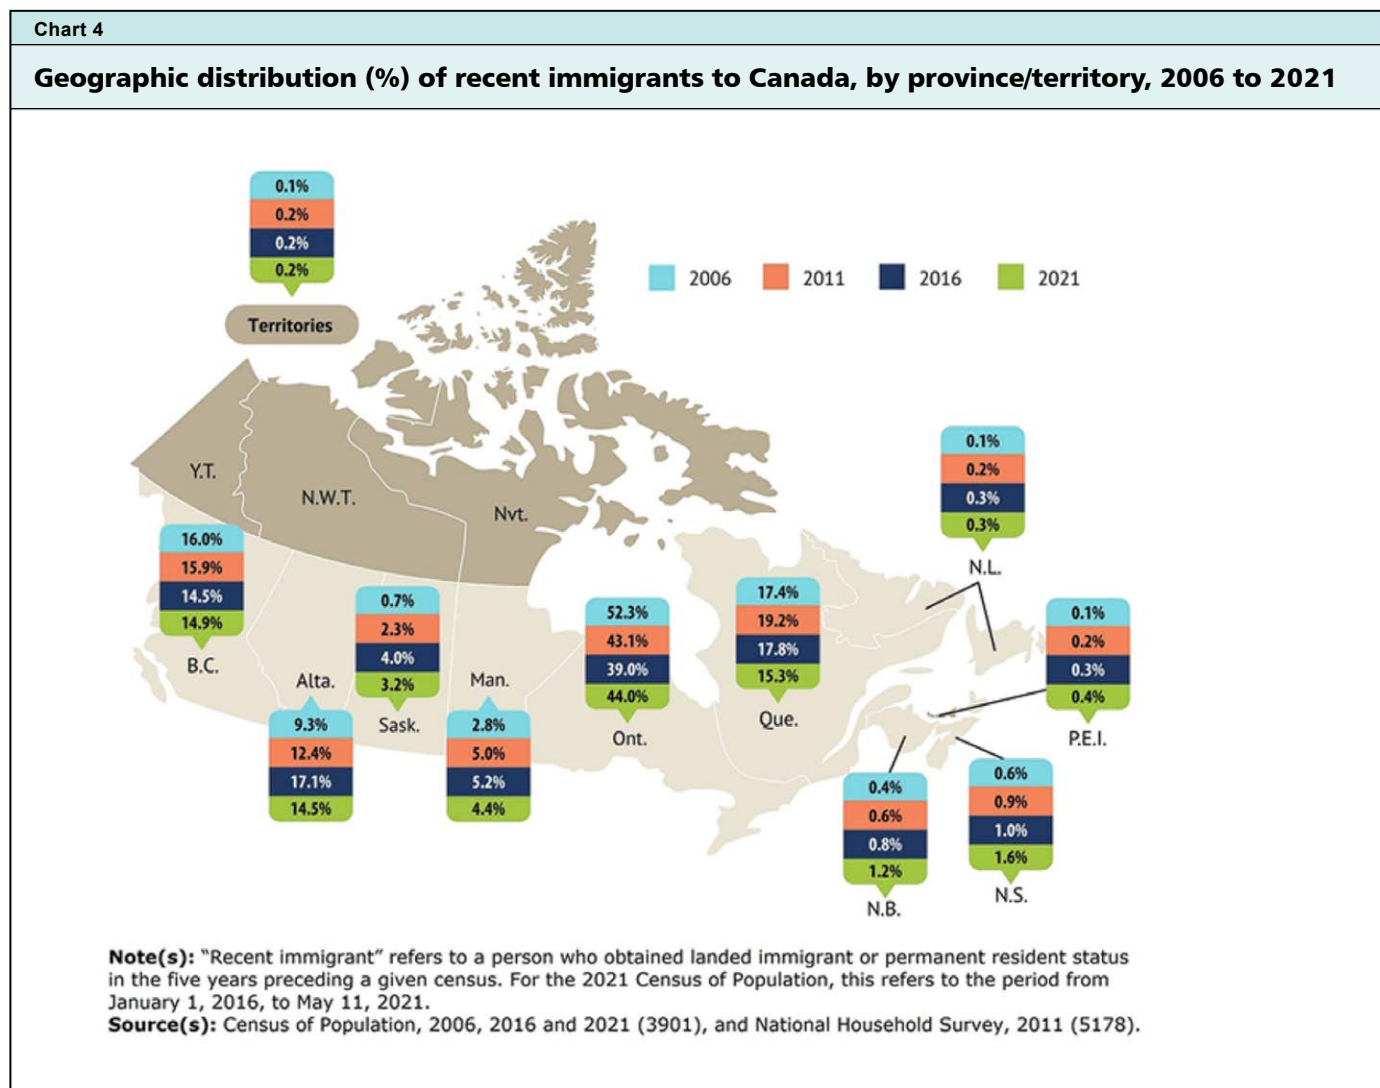 Chart 4
Geographic distribution (%) of recent immigrants to Canada, by province/territory, 2006 to 2021
0.1%
0.2%
0.2%
0.2%
Territories
2006 2011 2016 2021
Y.T.
N.W.T.
Nvt.
16.0%
15.9%
14.5%
14.9%
B.C.
Alta.
9.3%
12.4%
17.1%
14.5%
0.7%
2.3%
4.0%
3.2%
Sask.
Man.
2.8%
5.0%
5.2%
4.4%
52.3%
43.1%
39.0%
44.0%
Ont.
17.4%
19.2%
17.8%
15.3%
Que.
0.1%
0.2%
0.3%
0.3%
N.L.
0.1%
0.2%
0.3%
0.4%
P.E.I.
0.4%
0.6%
0.8%
1.2%
N.B.
0.6%
0.9%
1.0%
1.6%
N.S.
Note(s): “Recent immigrant” refers to a person who obtained landed immigrant or permanent resident status
in the five years preceding a given census. For the 2021 Census of Population, this refers to the period from
January 1, 2016, to May 11, 2021.
Source(s): Census of Population, 2006, 2016 and 2021 (3901), and National Household Survey, 2011 (5178).